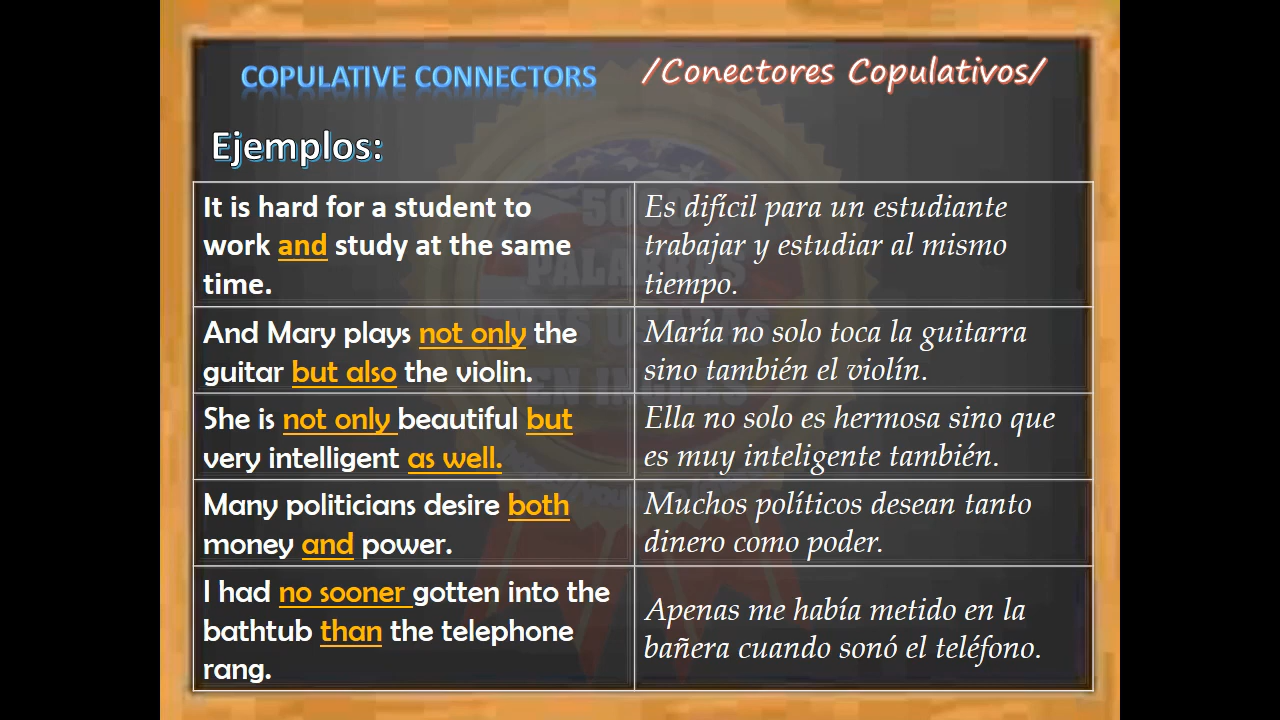 COPULATIVE CONNECTORS
/Conectores Copulativos/
Ejemplos:
It is hard for a student to
work and study at the same
time.
Es difícil para un estudiante
trabajar y estudiar al mismo
tiempo.
And Mary plays not only the
guitar but also the violin.
María no solo toca la guitarra
sino también el violín.
She is not only beautiful but
very intelligent as well.
Ella no solo es hermosa sino que
es muy inteligente también.
Many politicians desire both
money and power.
Muchos políticos desean tanto
dinero como poder.
I had no sooner gotten into the
bathtub than the telephone
rang.
Apenas me había metido en la
bañera cuando sonó el teléfono.